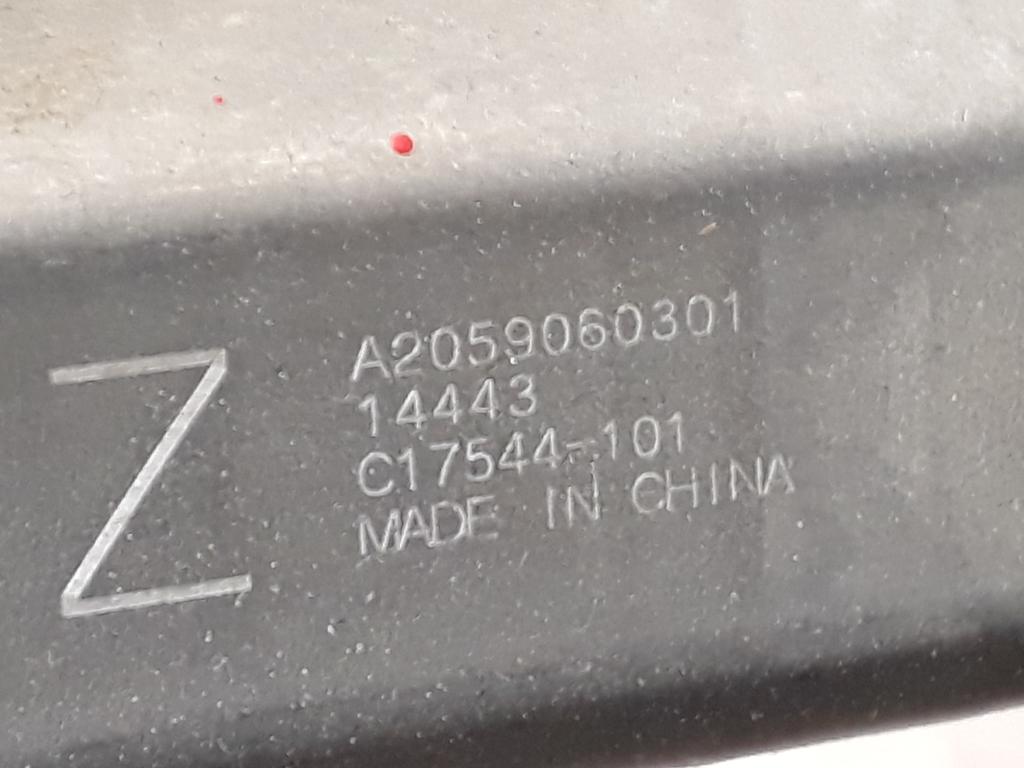 Z
A2059060301
14443
C17544-101
MADE IN CHINA